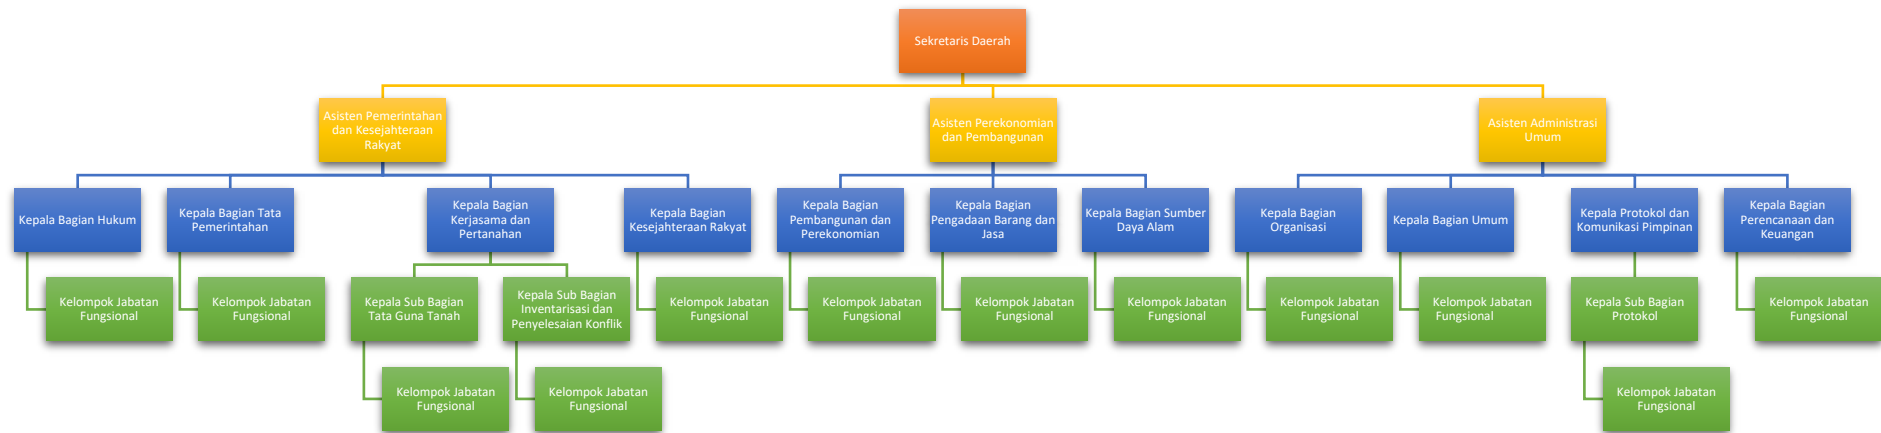 Sekretaris Daerah
Asisten Pemerintahan
dan Kesejahteraan
Rakyat
Asisten Perekonomian
dan Pembangunan
Asisten Administrasi
Umum
Kepala Bagian Hukum
Kepala Bagian Tata
Pemerintahan
Kepala Bagian
Kerjasama dan
Pertanahan
Kepala Bagian
Kesejahteraan Rakyat
Kepala Bagian
Pembangunan dan
Perekonomian
Kepala Bagian
Pengadaan Barang dan
Jasa
Kepala Bagian Sumber
Daya Alam
Kepala Bagian
Organisasi
Kepala Bagian Umum
Kepala Protokol dan
Komunikasi Pimpinan
Kepala Bagian
Perencanaan dan
Keuangan
Kelompok Jabatan
Fungsional
Kelompok Jabatan
Fungsional
Kepala Sub Bagian
Tata Guna Tanah
Kepala Sub Bagian
Inventarisasi dan
Penyelesaian Konflik
Kelompok Jabatan
Fungsional
Kelompok Jabatan
Fungsional
Kelompok Jabatan
Fungsional
Kelompok Jabatan
Fungsional
Kelompok Jabatan
Fungsional
Kelompok Jabatan
Fungsional
Kepala Sub Bagian
Protokol
Kelompok Jabatan
Fungsional
Kelompok Jabatan
Fungsional
Kelompok Jabatan
Fungsional
Kelompok Jabatan
Fungsional